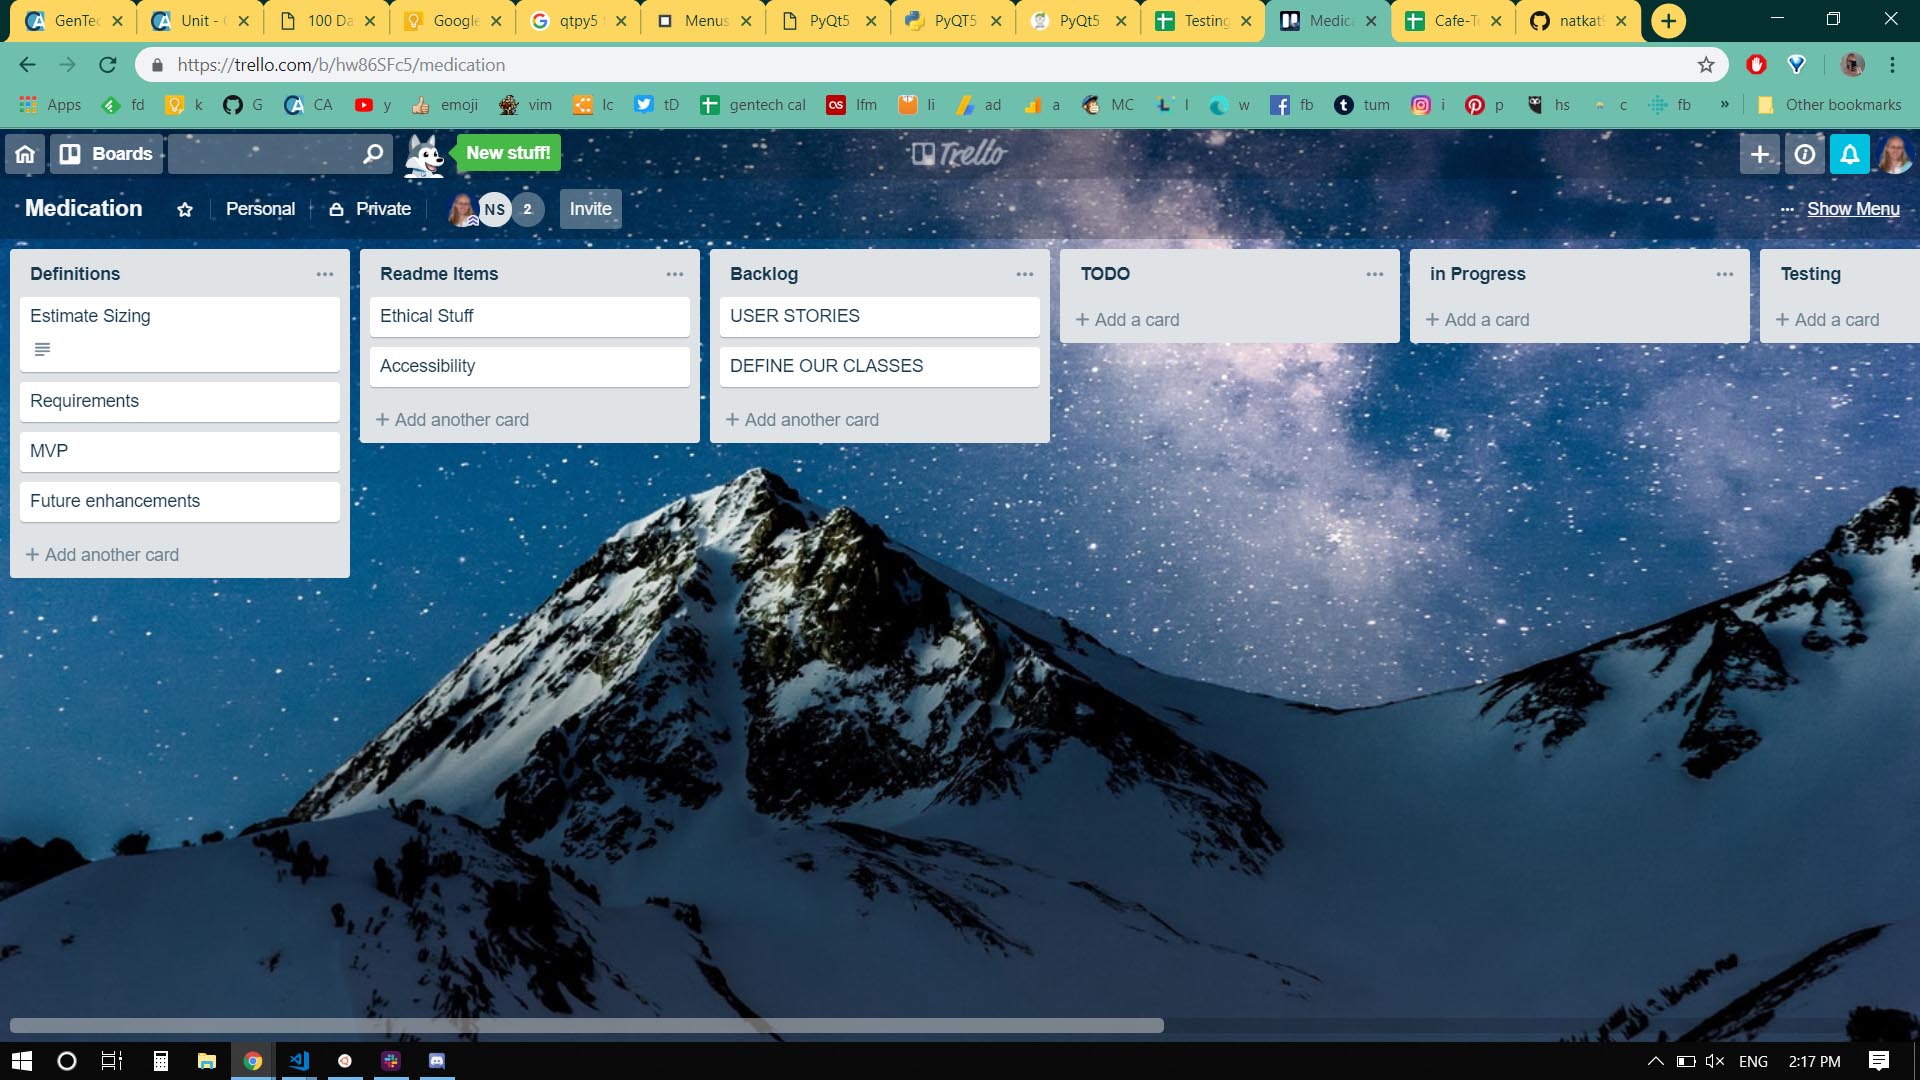 GenTec
Unit - (
100 Da
Google
qtpy5
Menus
PyQt5
PyQT5
PyQt5
Testing
Medica
Cafe-Te
natkats
https://trello.com/b/hw86SFc5/medication
Apps fd k G CA y emoji vim lc tD gentech cal lfm li ad a MC l w fb tum i p hs c fb » Other bookmarks
Boards
New stuff!
Trello
Medication
Personal
Private
NS
2
Invite
Show Menu
Definitions
Estimate Sizing
Requirements
MVP
Future enhancements
+ Add another card
Readme Items
Ethical Stuff
Accessibility
+ Add another card
Backlog
USER STORIES
DEFINE OUR CLASSES
+ Add another card
TODO
+ Add a card
in Progress
+ Add a card
Testing
+ Add a card
ENG
2:17 PM